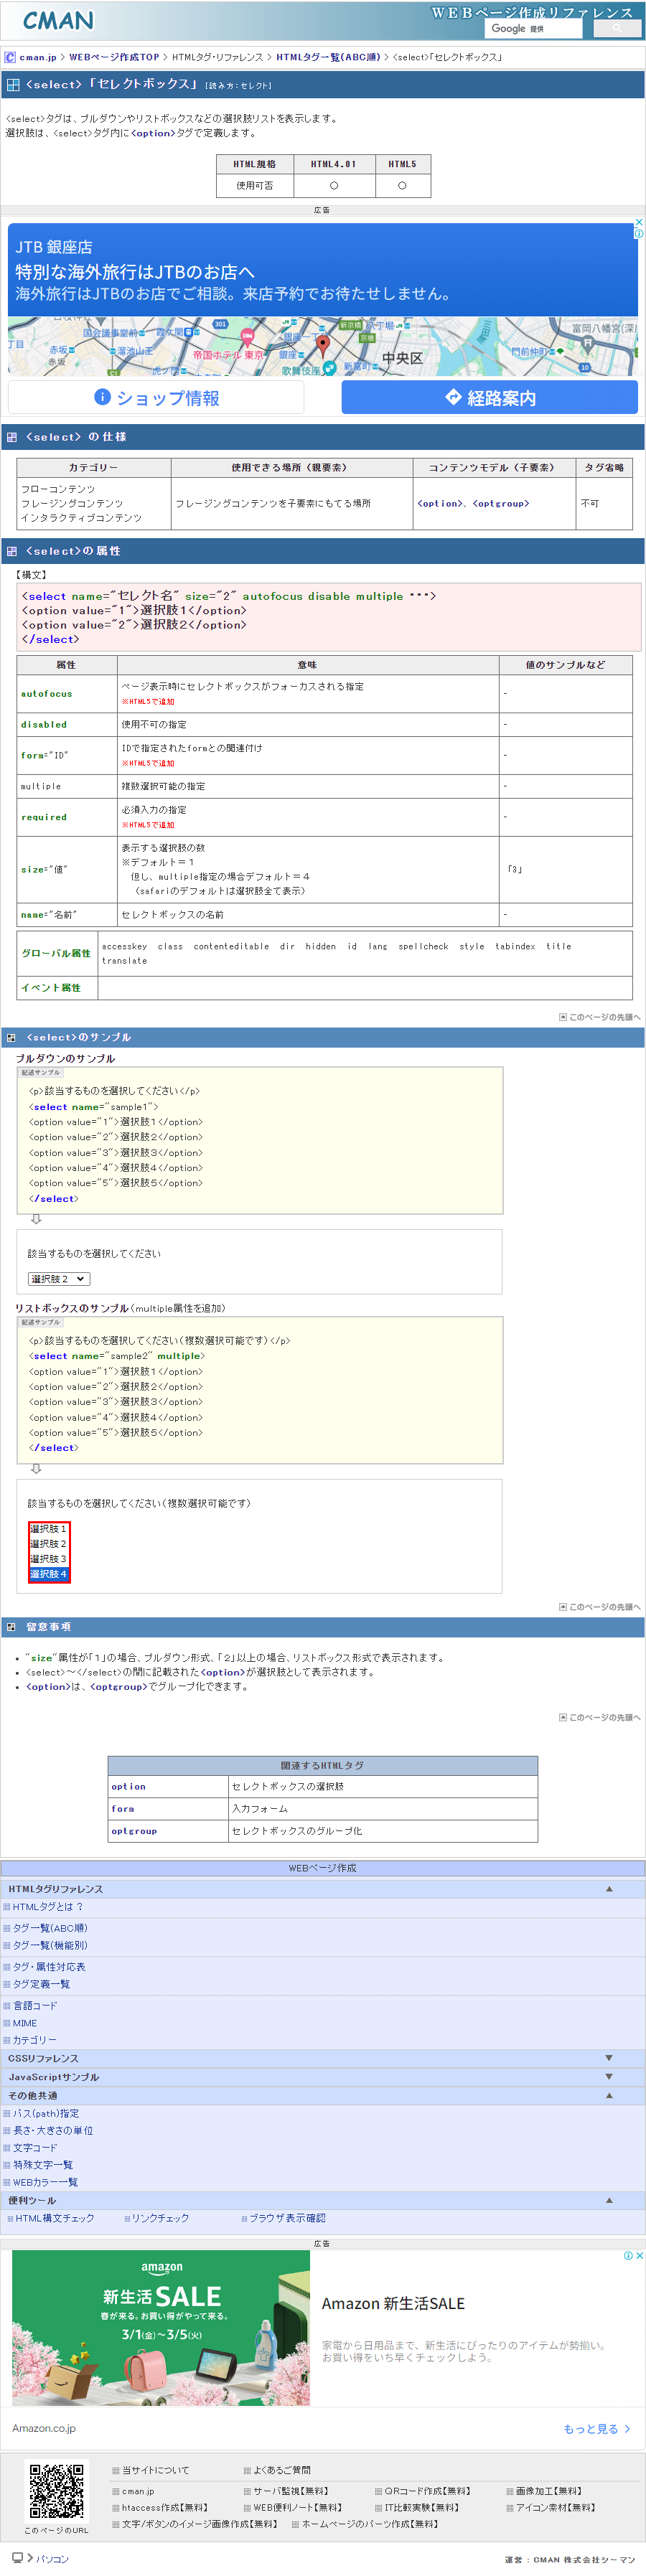 CMAN
WEBページ作成リファレンス
Google 提供
cman.jp > WEBページ作成TOP > HTMLタグ・リファレンス > HTMLタグ一覧(ABC順) > <select>「セレクトボックス」
<select> 「セレクトボックス」 [読み方：セレクト]
<select>タグは、プルダウンやリストボックスなどの選択肢リストを表示します。
選択肢は、<select>タグ内に<option>タグで定義します。
HTML規格 HTML4.01 HTML5
使用可否 ○ ○
広告
JTB 銀座店
特別な海外旅行はJTBのお店へ
海外旅行はJTBのお店でご相談。来店予約でお待たせしません。
国会議事堂前 霞ケ関
301
新京橋
八丁堀
富岡八幡宮(深川
丁目
赤坂
赤坂
溜池山王
帝国ホテル 東京
銀座一丁目
銀座
京橋
中央区
隅田川
門前仲町
虎ノ門
歌舞伎座
新富町
10
ショップ情報
経路案内
<select> の仕様
カテゴリー 使用できる場所（親要素） コンテンツモデル（子要素） タグ省略
フローコンテンツ
フレージングコンテンツ
インタラクティブコンテンツ
フレージングコンテンツを子要素にもてる場所
<option>、<optgroup>
不可
<select>の属性
【構文】
<select name="セレクト名" size="2" autofocus disable multiple ･･･>
<option value="1">選択肢１</option>
<option value="2">選択肢２</option>
</select>
属性 意味 値のサンプルなど
autofocus ページ表示時にセレクトボックスがフォーカスされる指定 -
※HTML5で追加
disabled 使用不可の指定 -
form="ID" IDで指定されたformとの関連付け -
※HTML5で追加
multiple 複数選択可能の指定 -
required 必須入力の指定 -
※HTML5で追加
size="値" 表示する選択肢の数
※デフォルト＝１
但し、multiple指定の場合デフォルト＝４
（safariのデフォルトは選択肢全て表示）
「3」
name="名前" セレクトボックスの名前 -
グローバル属性 accesskey class contenteditable dir hidden id lang spellcheck style tabindex title
translate
イベント属性
このページの先頭へ
<select>のサンプル
プルダウンのサンプル
記述サンプル
<p>該当するものを選択してください</p>
<select name="sample1">
<option value="1">選択肢１</option>
<option value="2">選択肢２</option>
<option value="3">選択肢３</option>
<option value="4">選択肢４</option>
<option value="5">選択肢５</option>
</select>
該当するものを選択してください
選択肢２
リストボックスのサンプル（multiple属性を追加）
記述サンプル
<p>該当するものを選択してください（複数選択可能です）</p>
<select name="sample2" multiple>
<option value="1">選択肢１</option>
<option value="2">選択肢２</option>
<option value="3">選択肢３</option>
<option value="4">選択肢４</option>
<option value="5">選択肢５</option>
</select>
該当するものを選択してください（複数選択可能です）
選択肢１
選択肢２
選択肢３
選択肢４
このページの先頭へ
留意事項
• "size"属性が「１」の場合、プルダウン形式、「２」以上の場合、リストボックス形式で表示されます。
• <select>～</select>の間に記載された<option>が選択肢として表示されます。
• <option>は、<optgroup>でグループ化できます。
このページの先頭へ
関連するHTMLタグ
option セレクトボックスの選択肢
form 入力フォーム
optgroup セレクトボックスのグループ化
WEBページ作成
HTMLタグリファレンス ▲
HTMLタグとは？
タグ一覧(ABC順)
タグ一覧(機能別)
タグ・属性対応表
タグ定義一覧
言語コード
MIME
カテゴリー
CSSリファレンス ▼
JavaScriptサンプル ▼
その他共通 ▲
パス(path)指定
長さ・大きさの単位
文字コード
特殊文字一覧
WEBカラー一覧
便利ツール ▲
HTML構文チェック リンクチェック ブラウザ表示確認
広告
amazon
新生活SALE
春が来る。お買い得がやって来る。
3/1(金)～3/5(火)
Amazon 新生活SALE
家電から日用品まで、新生活にぴったりのアイテムが勢揃い。
お買い得をいち早くチェックしよう。
Amazon.co.jp
もっと見る >
当サイトについて よくあるご質問
cman.jp サーバ監視【無料】 QRコード作成【無料】 画像加工【無料】
htaccess作成【無料】 WEB便利ノート【無料】 IT比較実験【無料】 アイコン素材【無料】
文字/ボタンのイメージ画像作成【無料】 ホームページのパーツ作成【無料】
このページのURL
パソコン
運営：CMAN 株式会社シーマン